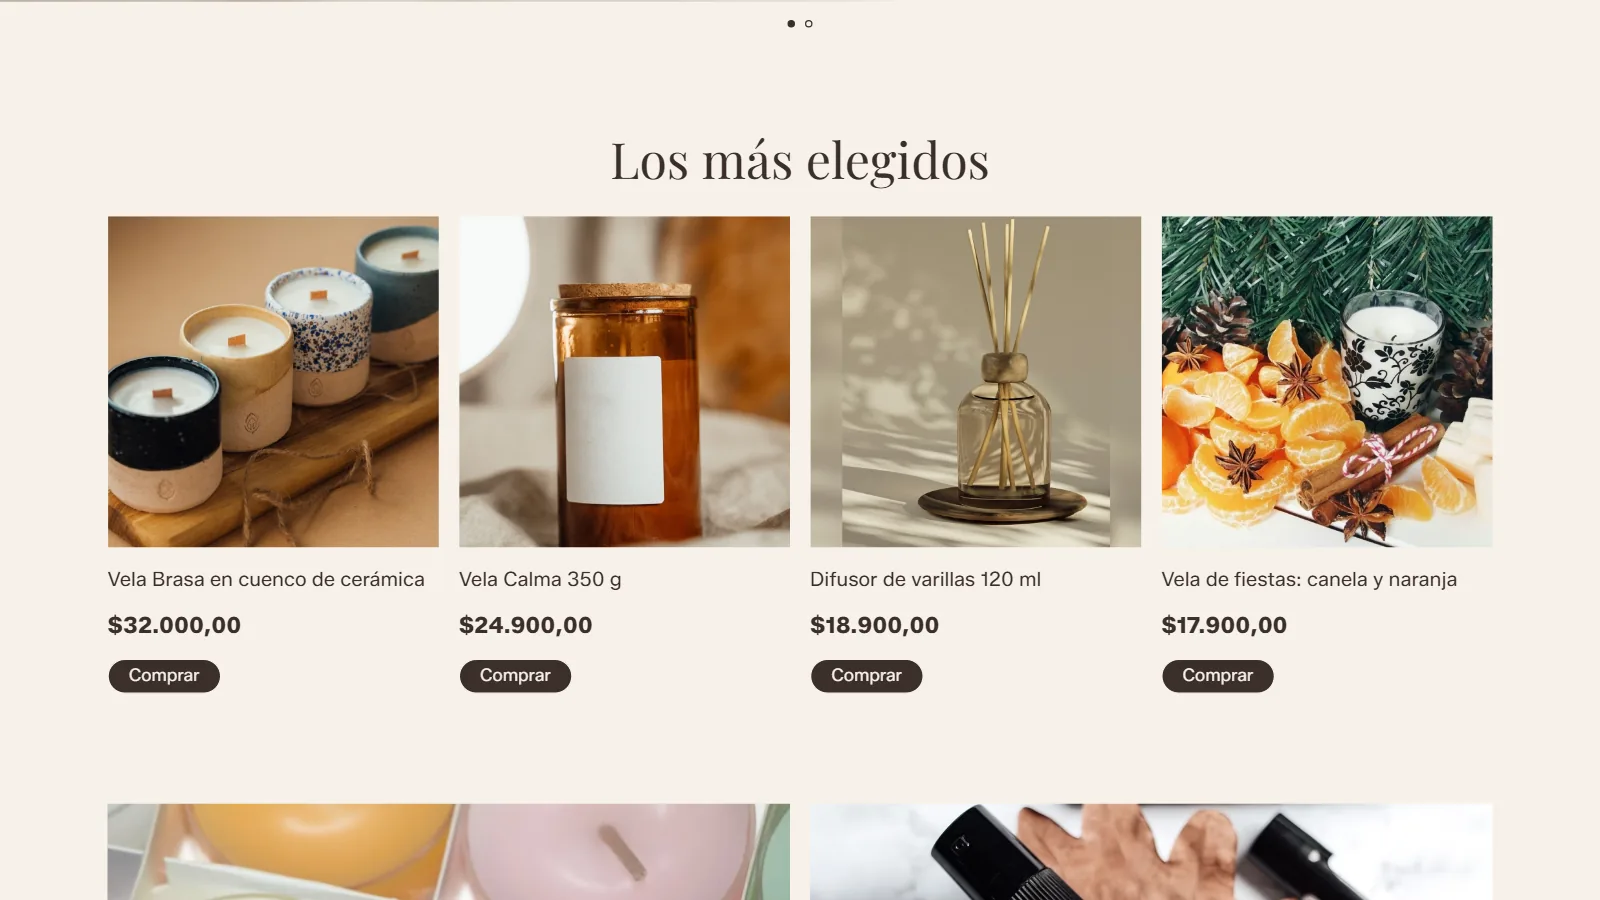 Los más elegidos
Vela Brasa en cuenco de cerámica
$32.000,00
Comprar
Vela Calma 350 g
$24.900,00
Comprar
Difusor de varillas 120 ml
$18.900,00
Comprar
Vela de fiestas: canela y naranja
$17.900,00
Comprar